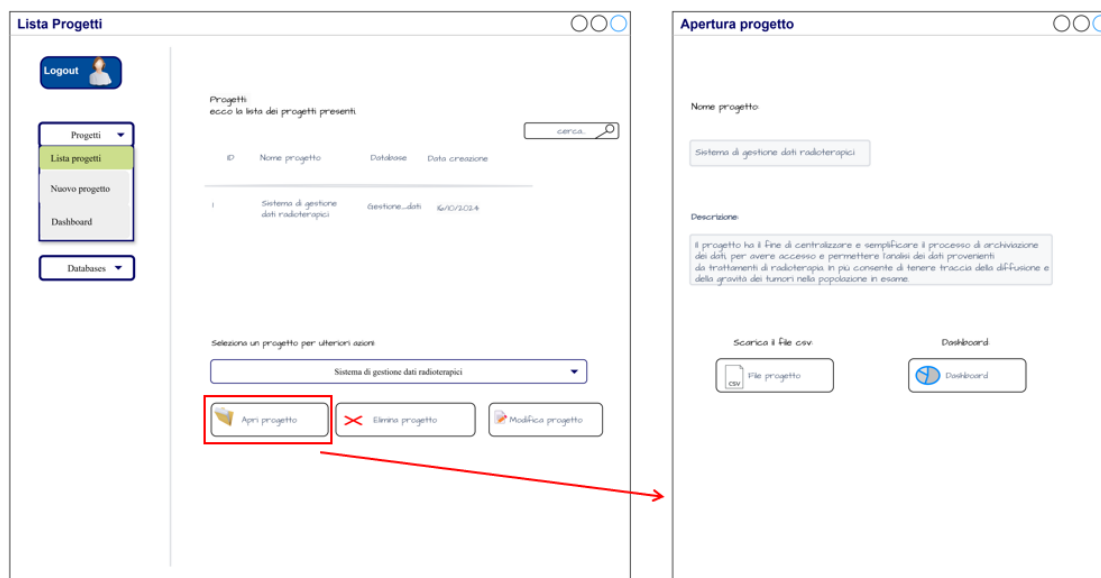 Lista Progetti
Logout
Progetti
Lista progetti
Nuovo progetto
Dashboard
Databases
Progetti:
ecco la lista dei progetti presenti.
cerca...
ID Nome progetto Database Data creazione
1 Sistema di gestione Gestione_dati 16/10/2024
dati radioterapici
Seleziona un progetto per ulteriori azioni:
Sistema di gestione dati radioterapici
Apri progetto Elimina progetto Modifica progetto
Apertura progetto
Nome progetto:
Sistema di gestione dati radioterapici
Descrizione:
Il progetto ha il fine di centralizzare e semplificare il processo di archiviazione
dei dati, per avere accesso e permettere l'analisi dei dati provenienti
da trattamenti di radioterapia. In più consente di tenere traccia della diffusione e
della gravità dei tumori nella popolazione in esame.
Scarica il file csv: Dashboard:
CSV File progetto Dashboard